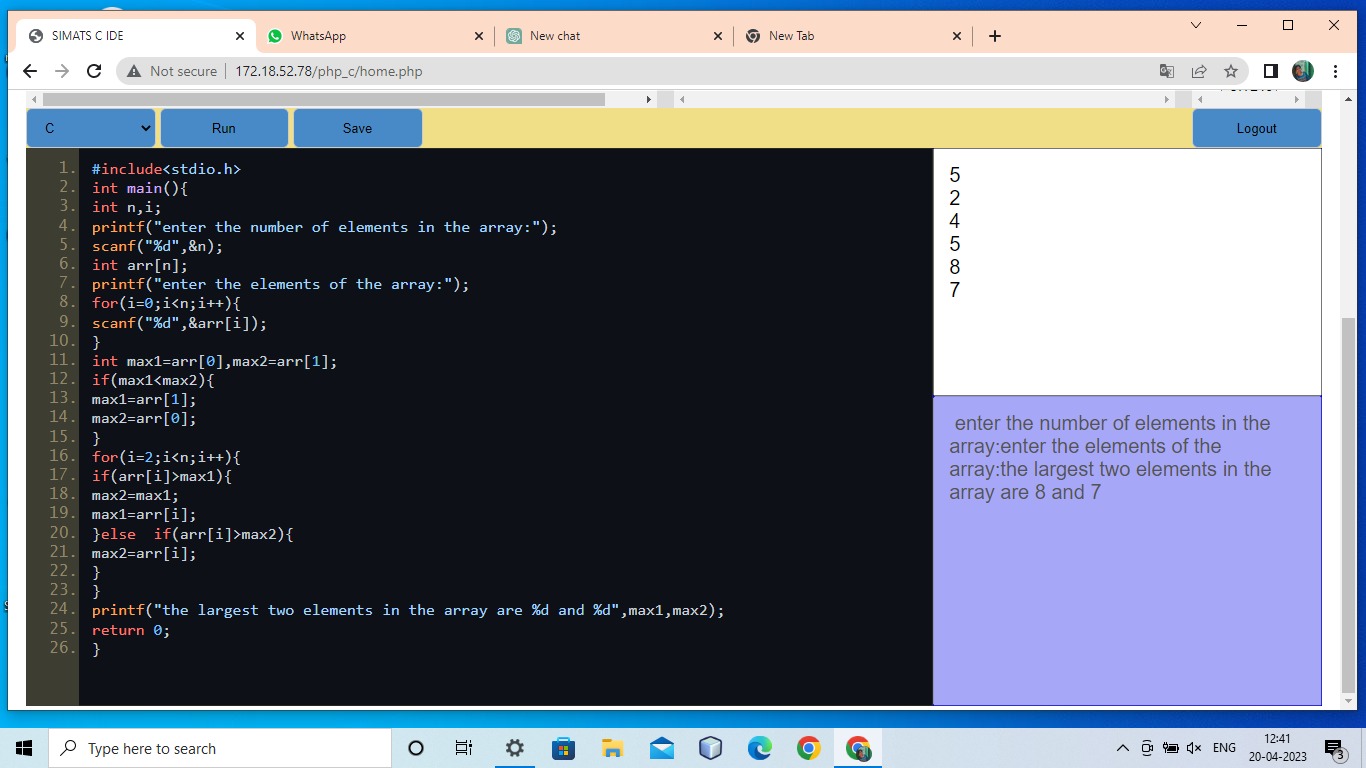 SIMATS C IDE
WhatsApp
New chat
New Tab
Not secure | 172.18.52.78/php_c/home.php
C
Run
Save
Logout
1. #include<stdio.h>
2. int main(){
3. int n,i;
4. printf("enter the number of elements in the array:");
5. scanf("%d",&n);
6. int arr[n];
7. printf("enter the elements of the array:");
8. for(i=0;i<n;i++){
9. scanf("%d",&arr[i]);
10. }
11. int max1=arr[0],max2=arr[1];
12. if(max1<max2){
13. max1=arr[1];
14. max2=arr[0];
15. }
16. for(i=2;i<n;i++){
17. if(arr[i]>max1){
18. max2=max1;
19. max1=arr[i];
20. }else  if(arr[i]>max2){
21. max2=arr[i];
22. }
23. }
24. printf("the largest two elements in the array are %d and %d",max1,max2);
25. return 0;
26. }
5
2
4
5
8
7
enter the number of elements in the
array:enter the elements of the
array:the largest two elements in the
array are 8 and 7
Type here to search
ENG
12:41
20-04-2023
3